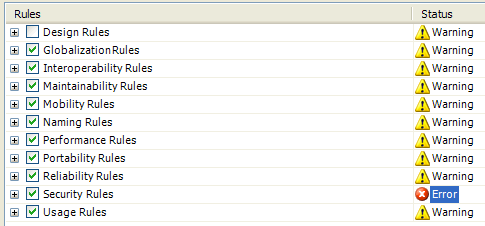 Rules Status
Design Rules Warning
GlobalizationRules Warning
Interoperability Rules Warning
Maintainability Rules Warning
Mobility Rules Warning
Naming Rules Warning
Performance Rules Warning
Portability Rules Warning
Reliability Rules Warning
Security Rules Error
Usage Rules Warning